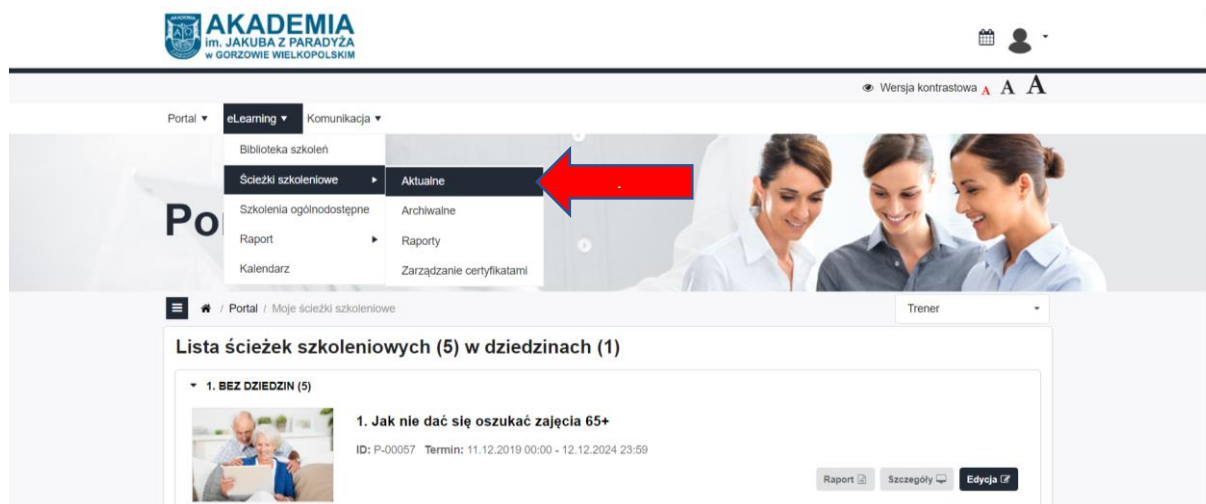 AKADEMIA
im. JAKUBA Z PARADYŻA
w GORZOWIE WIELKOPOLSKIM
Wersja kontrastowa A A A
Portal eLearning Komunikacja
Biblioteka szkoleń
Ścieżki szkoleniowe Aktualne
Szkolenia ogólnodostępne Archiwalne
Po
Raport Raporty
Kalendarz Zarządzanie certyfikatami
/ Portal / Moje ścieżki szkoleniowe Trener
Lista ścieżek szkoleniowych (5) w dziedzinach (1)
1. BEZ DZIEDZIN (5)
1. Jak nie dać się oszukać zajęcia 65+
ID: P-00057 Termin: 11.12.2019 00:00 - 12.12.2024 23:59
Raport Szczegóły Edycja